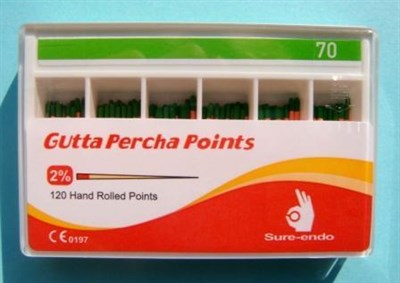 70
Gutta Percha Points
2%
120 Hand Rolled Points
CE 0197
Sure-endo